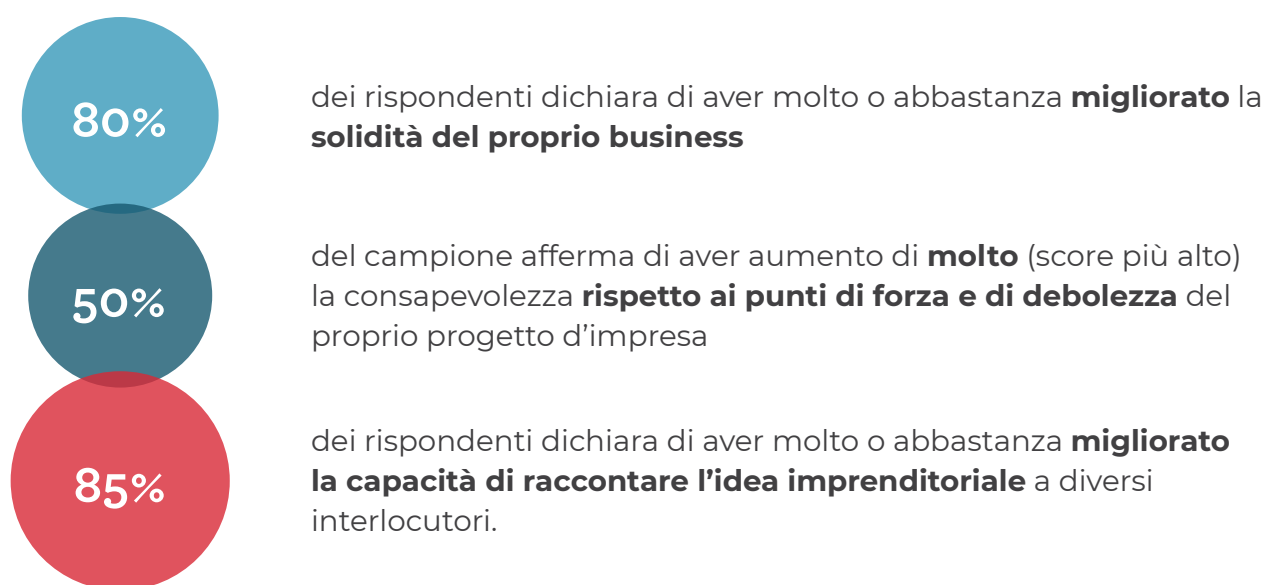 80%
dei rispondenti dichiara di aver molto o abbastanza migliorato la
solidità del proprio business
50%
del campione afferma di aver aumento di molto (score più alto)
la consapevolezza rispetto ai punti di forza e di debolezza del
proprio progetto d’impresa
85%
dei rispondenti dichiara di aver molto o abbastanza migliorato
la capacità di raccontare l’idea imprenditoriale a diversi
interlocutori.